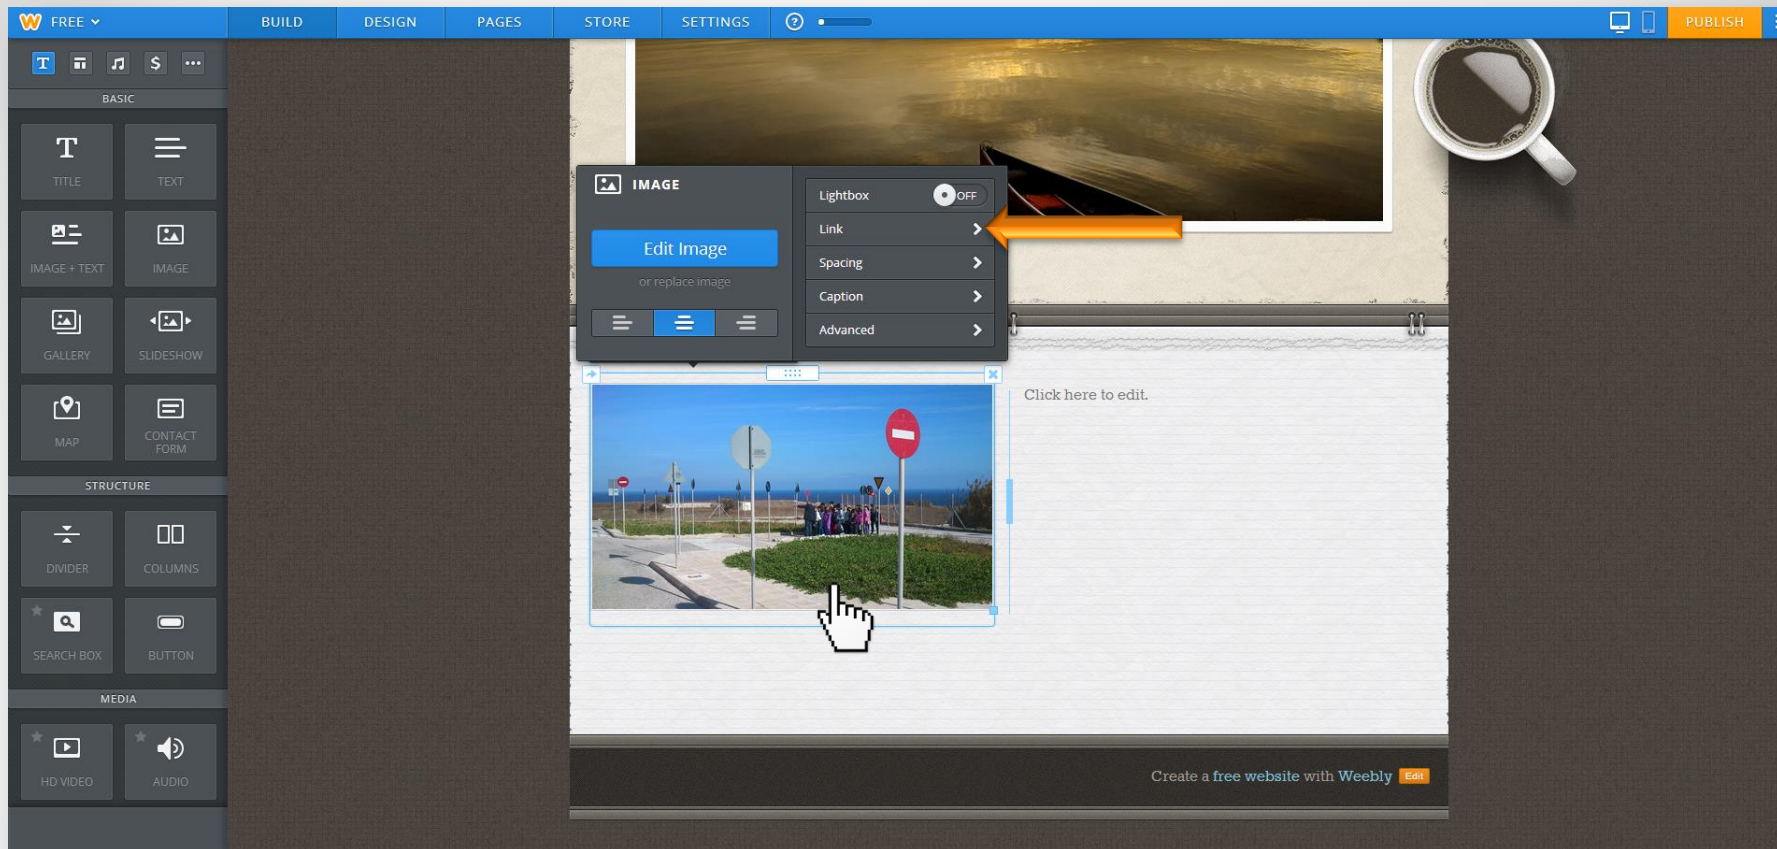 FREE
BUILD
DESIGN
PAGES
STORE
SETTINGS
?
PUBLISH
T
$
BASIC
T
TITLE
TEXT
IMAGE + TEXT
IMAGE
GALLERY
SLIDESHOW
MAP
CONTACT
FORM
STRUCTURE
DIVIDER
COLUMNS
SEARCH BOX
BUTTON
MEDIA
HD VIDEO
AUDIO
IMAGE
Edit Image
or replace image
Lightbox
OFF
Link
Spacing
Caption
Advanced
Click here to edit.
Create a free website with Weebly Edit